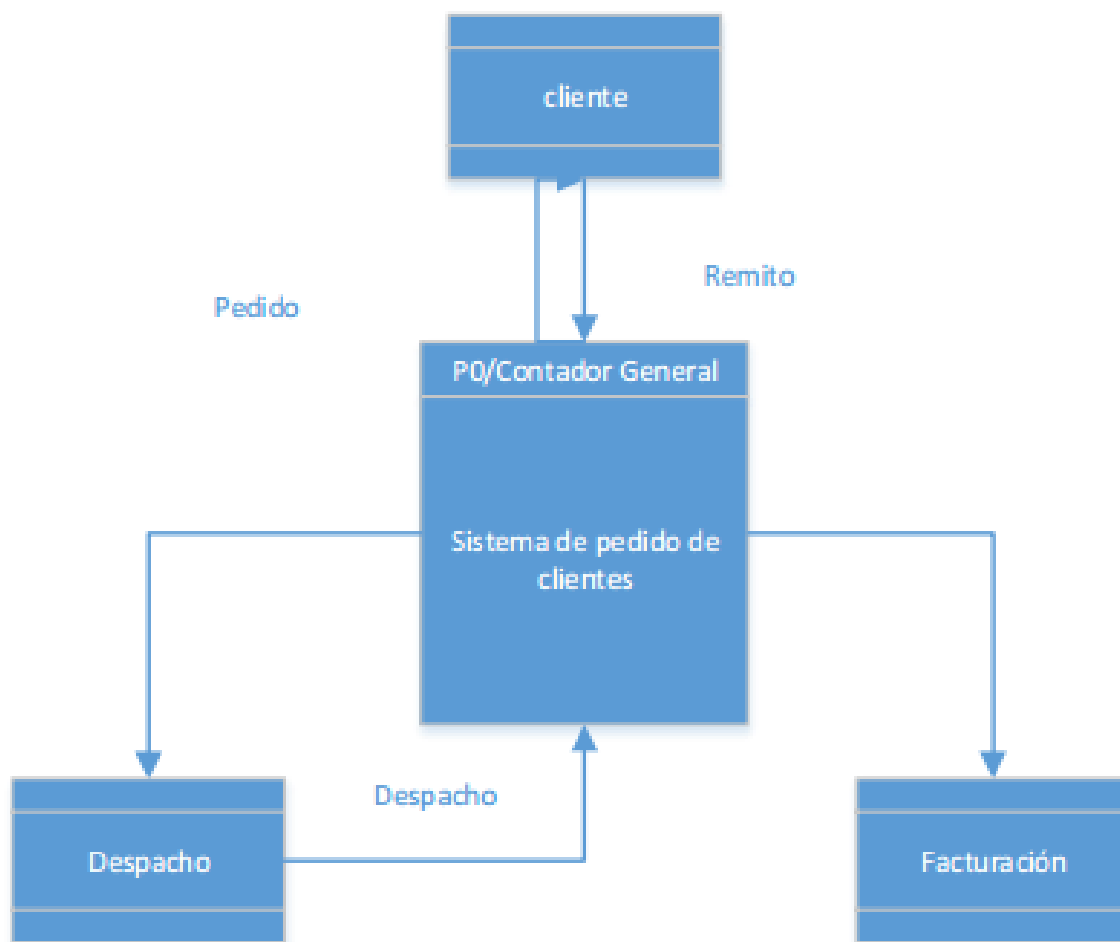 cliente
Remito
Pedido
P0/Contador General
Sistema de pedido de
clientes
Despacho
Despacho
Facturación